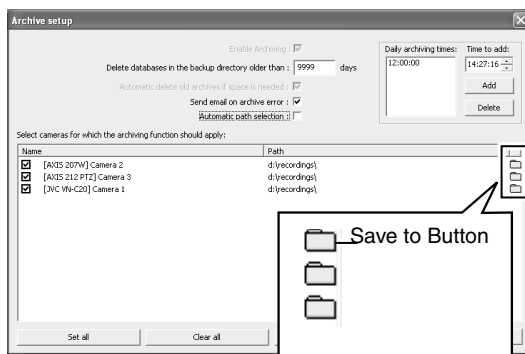 Archive setup
Enable Archiving :
Delete databases in the backup directory older than : 9999 days
Automatic delete old archives if space is needed :
Send email on archive error :
Automatic path selection :
Daily archiving times:
12:00:00
Time to add:
14:27:16
Add
Delete
Select cameras for which the archiving function should apply:
Name Path
[AXIS 207W] Camera 2 d:\recordings\
[AXIS 212 PTZ] Camera 3 d:\recordings\
[JVC VN-C20] Camera 1 d:\recordings\
Save to Button
Set all Clear all